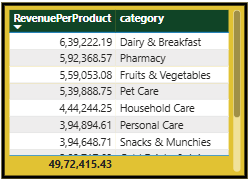 RevenuePerProduct category
6,39,222.19 Dairy & Breakfast
5,92,368.57 Pharmacy
5,59,053.08 Fruits & Vegetables
5,39,888.75 Pet Care
4,44,244.25 Household Care
3,94,894.61 Personal Care
3,94,648.71 Snacks & Munchies
49,72,415.43